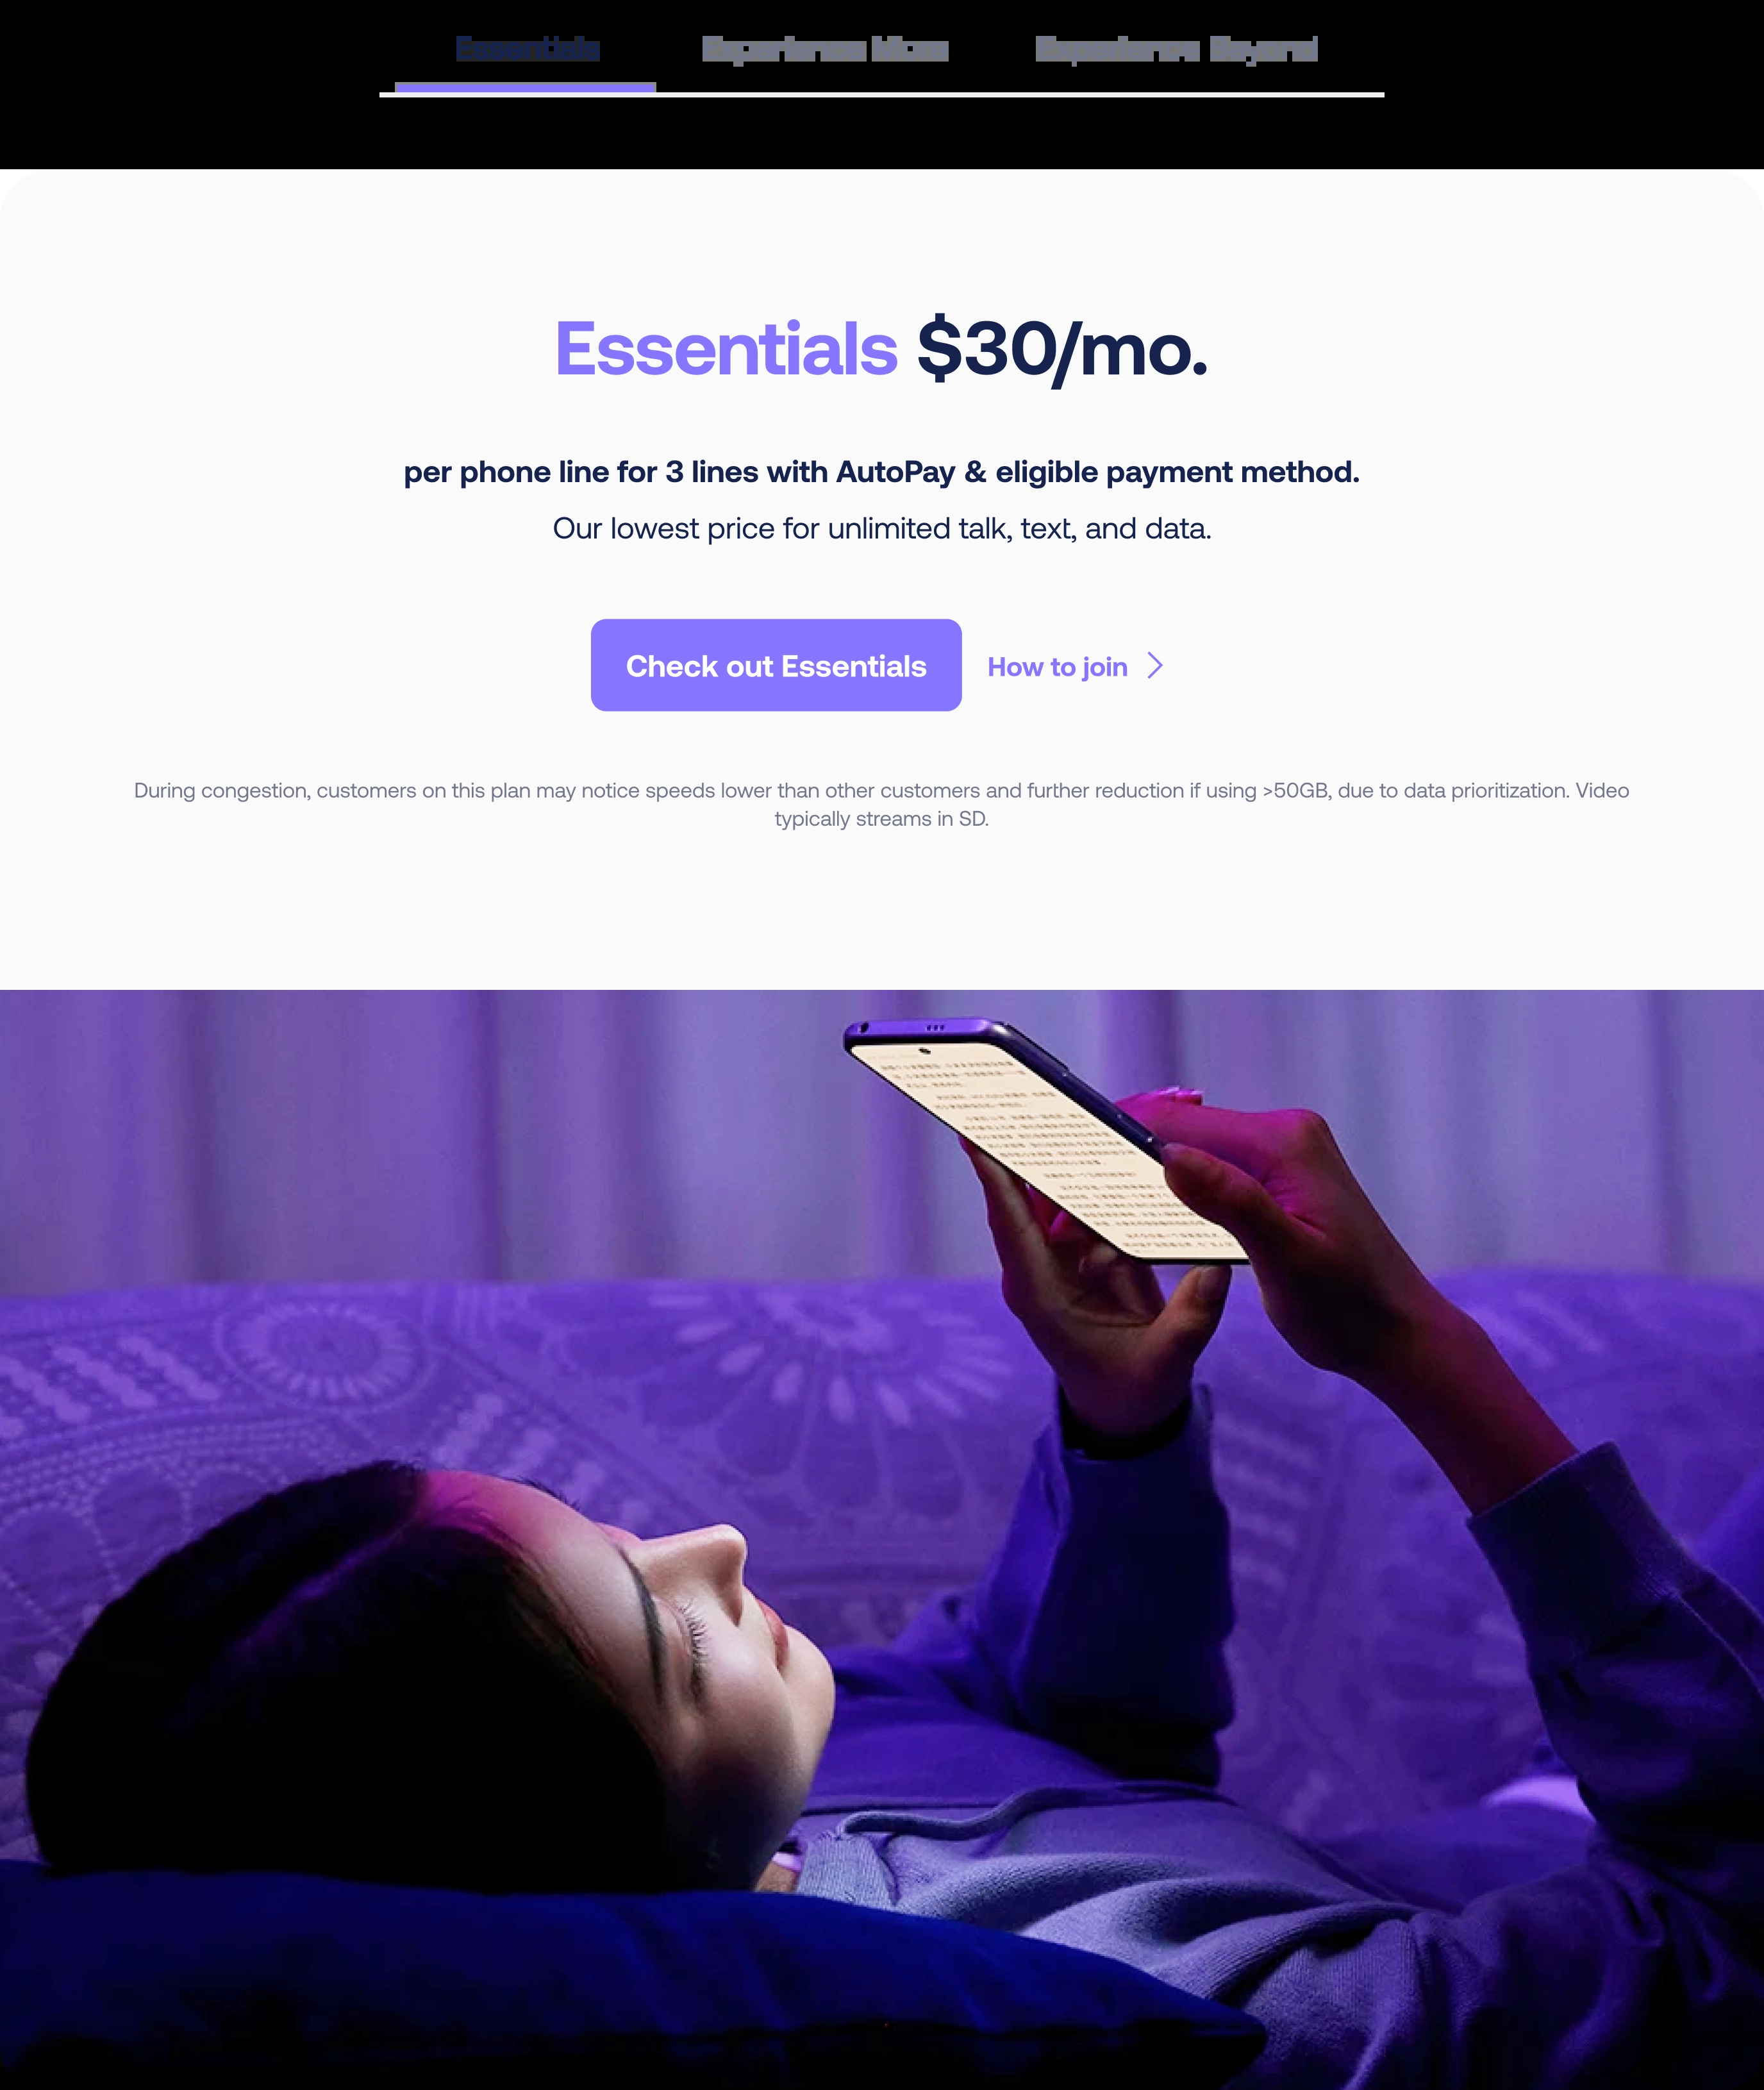 Essentials
Experience More
Experience Beyond
Essentials $30/mo.
per phone line for 3 lines with AutoPay & eligible payment method.
Our lowest price for unlimited talk, text, and data.
Check out Essentials
How to join
During congestion, customers on this plan may notice speeds lower than other customers and further reduction if using >50GB, due to data prioritization. Video
typically streams in SD.